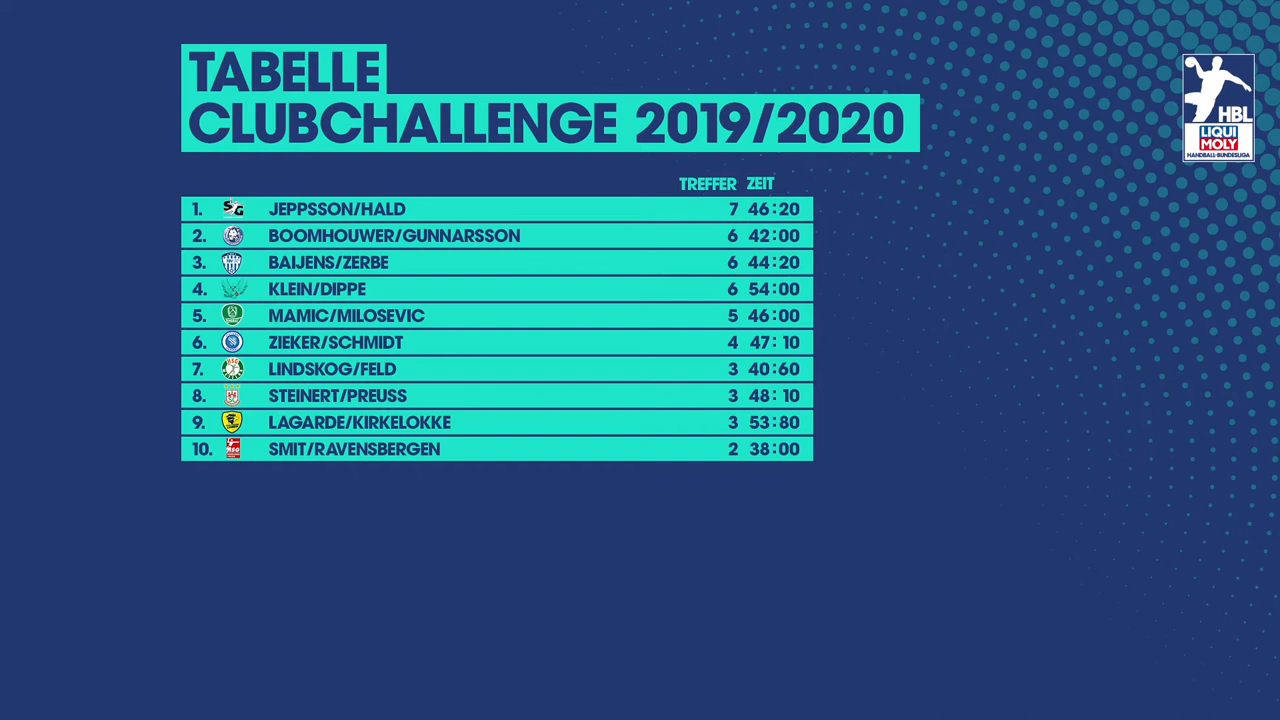 TABELLE
CLUBCHALLENGE 2019/2020
HBL
LIQUI
MOLY
HANDBALL-BUNDESLIGA
TREFFER ZEIT
1. JEPPSSON/HALD 7 46:20
2. BOOMHOUWER/GUNNARSSON 6 42:00
3. BAIJENS/ZERBE 6 44:20
4. KLEIN/DIPPE 6 54:00
5. MAMIC/MILOSEVIC 5 46:00
6. ZIEKER/SCHMIDT 4 47:10
7. LINDSKOG/FELD 3 40:60
8. STEINERT/PREUSS 3 48:10
9. LAGARDE/KIRKELOKKE 3 53:80
10. SMIT/RAVENSBERGEN 2 38:00